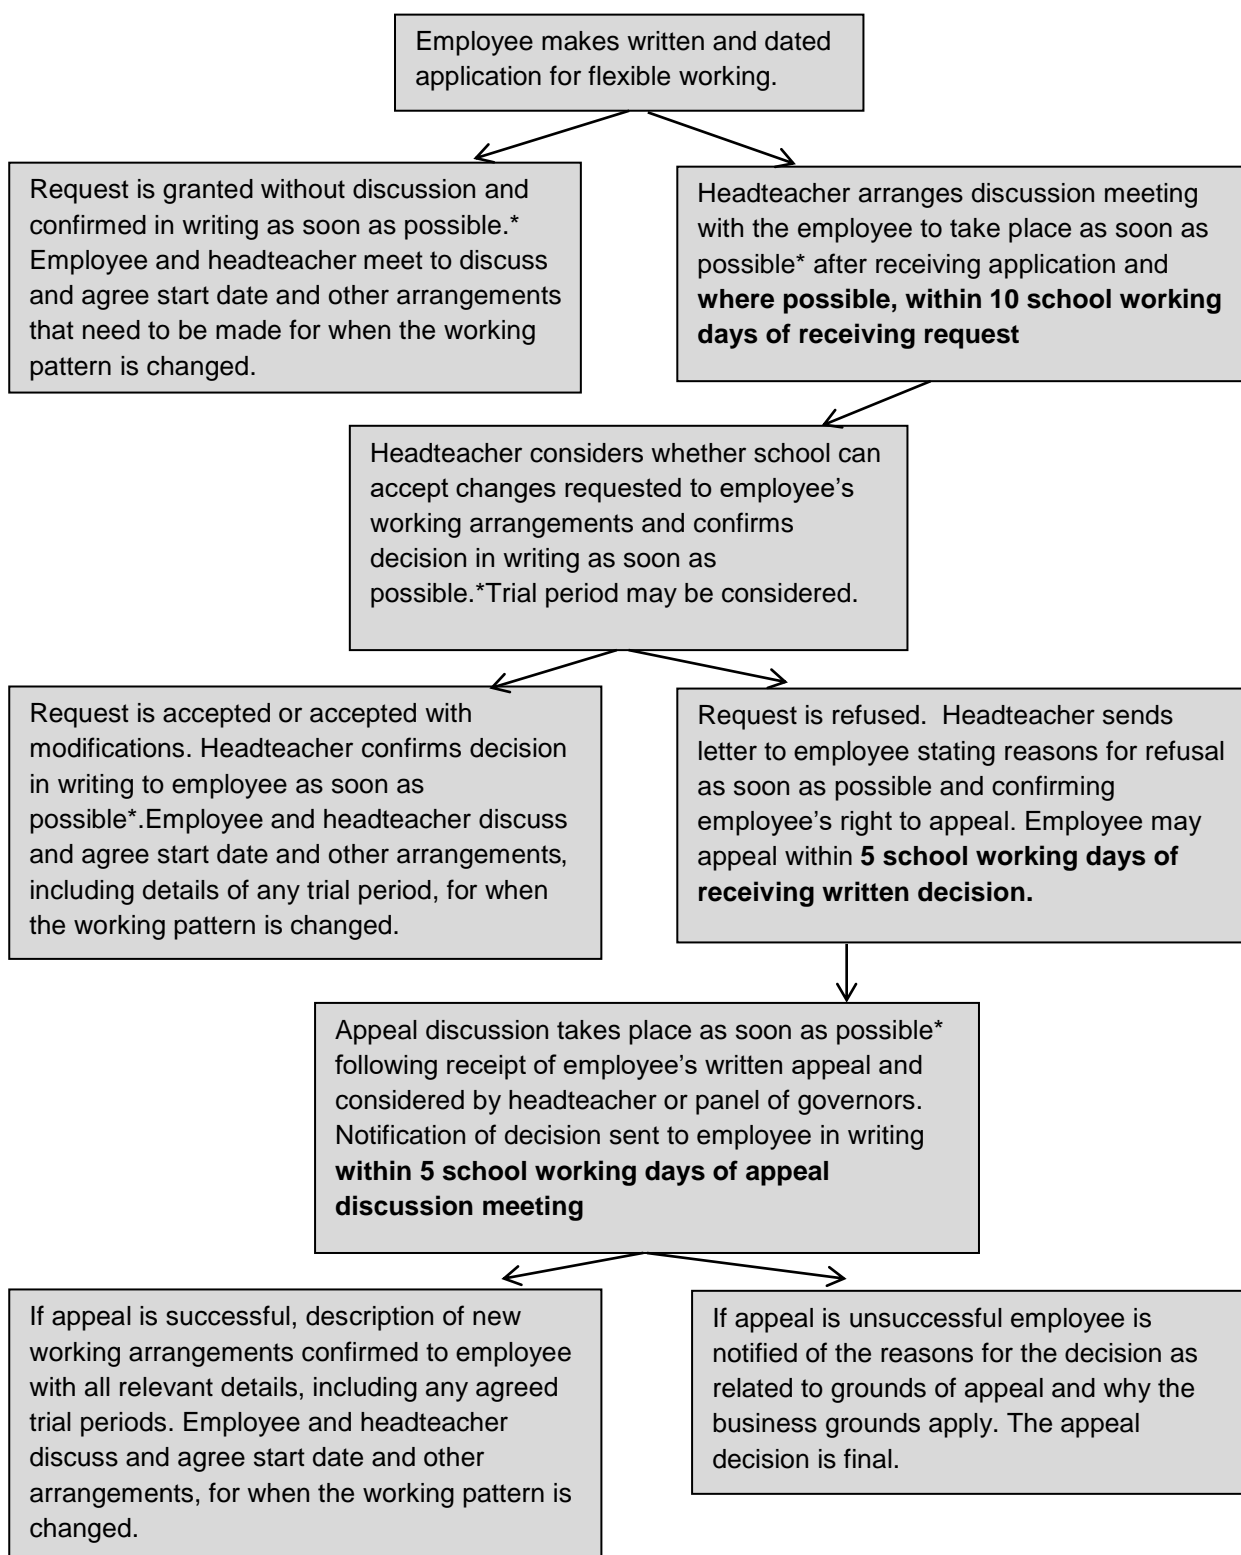 Employee makes written and dated
application for flexible working.
Request is granted without discussion and
confirmed in writing as soon as possible.*
Employee and headteacher meet to discuss
and agree start date and other arrangements
that need to be made for when the working
pattern is changed.
Headteacher arranges discussion meeting
with the employee to take place as soon as
possible* after receiving application and
where possible, within 10 school working
days of receiving request
Headteacher considers whether school can
accept changes requested to employee’s
working arrangements and confirms
decision in writing as soon as
possible.*Trial period may be considered.
Request is accepted or accepted with
modifications. Headteacher confirms decision
in writing to employee as soon as
possible*.Employee and headteacher discuss
and agree start date and other arrangements,
including details of any trial period, for when
the working pattern is changed.
Request is refused.  Headteacher sends
letter to employee stating reasons for refusal
as soon as possible and confirming
employee’s right to appeal. Employee may
appeal within 5 school working days of
receiving written decision.
Appeal discussion takes place as soon as possible*
following receipt of employee’s written appeal and
considered by headteacher or panel of governors.
Notification of decision sent to employee in writing
within 5 school working days of appeal
discussion meeting
If appeal is successful, description of new
working arrangements confirmed to employee
with all relevant details, including any agreed
trial periods. Employee and headteacher
discuss and agree start date and other
arrangements, for when the working pattern is
changed.
If appeal is unsuccessful employee is
notified of the reasons for the decision as
related to grounds of appeal and why the
business grounds apply. The appeal
decision is final.